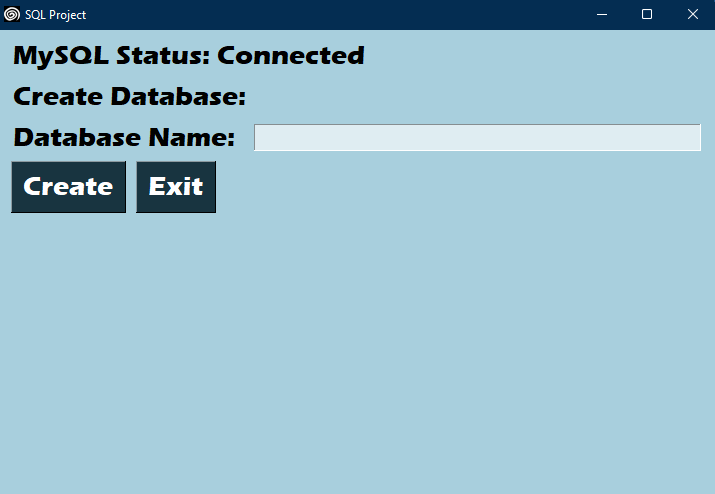 SQL Project
MySQL Status: Connected
Create Database:
Database Name:
Create Exit